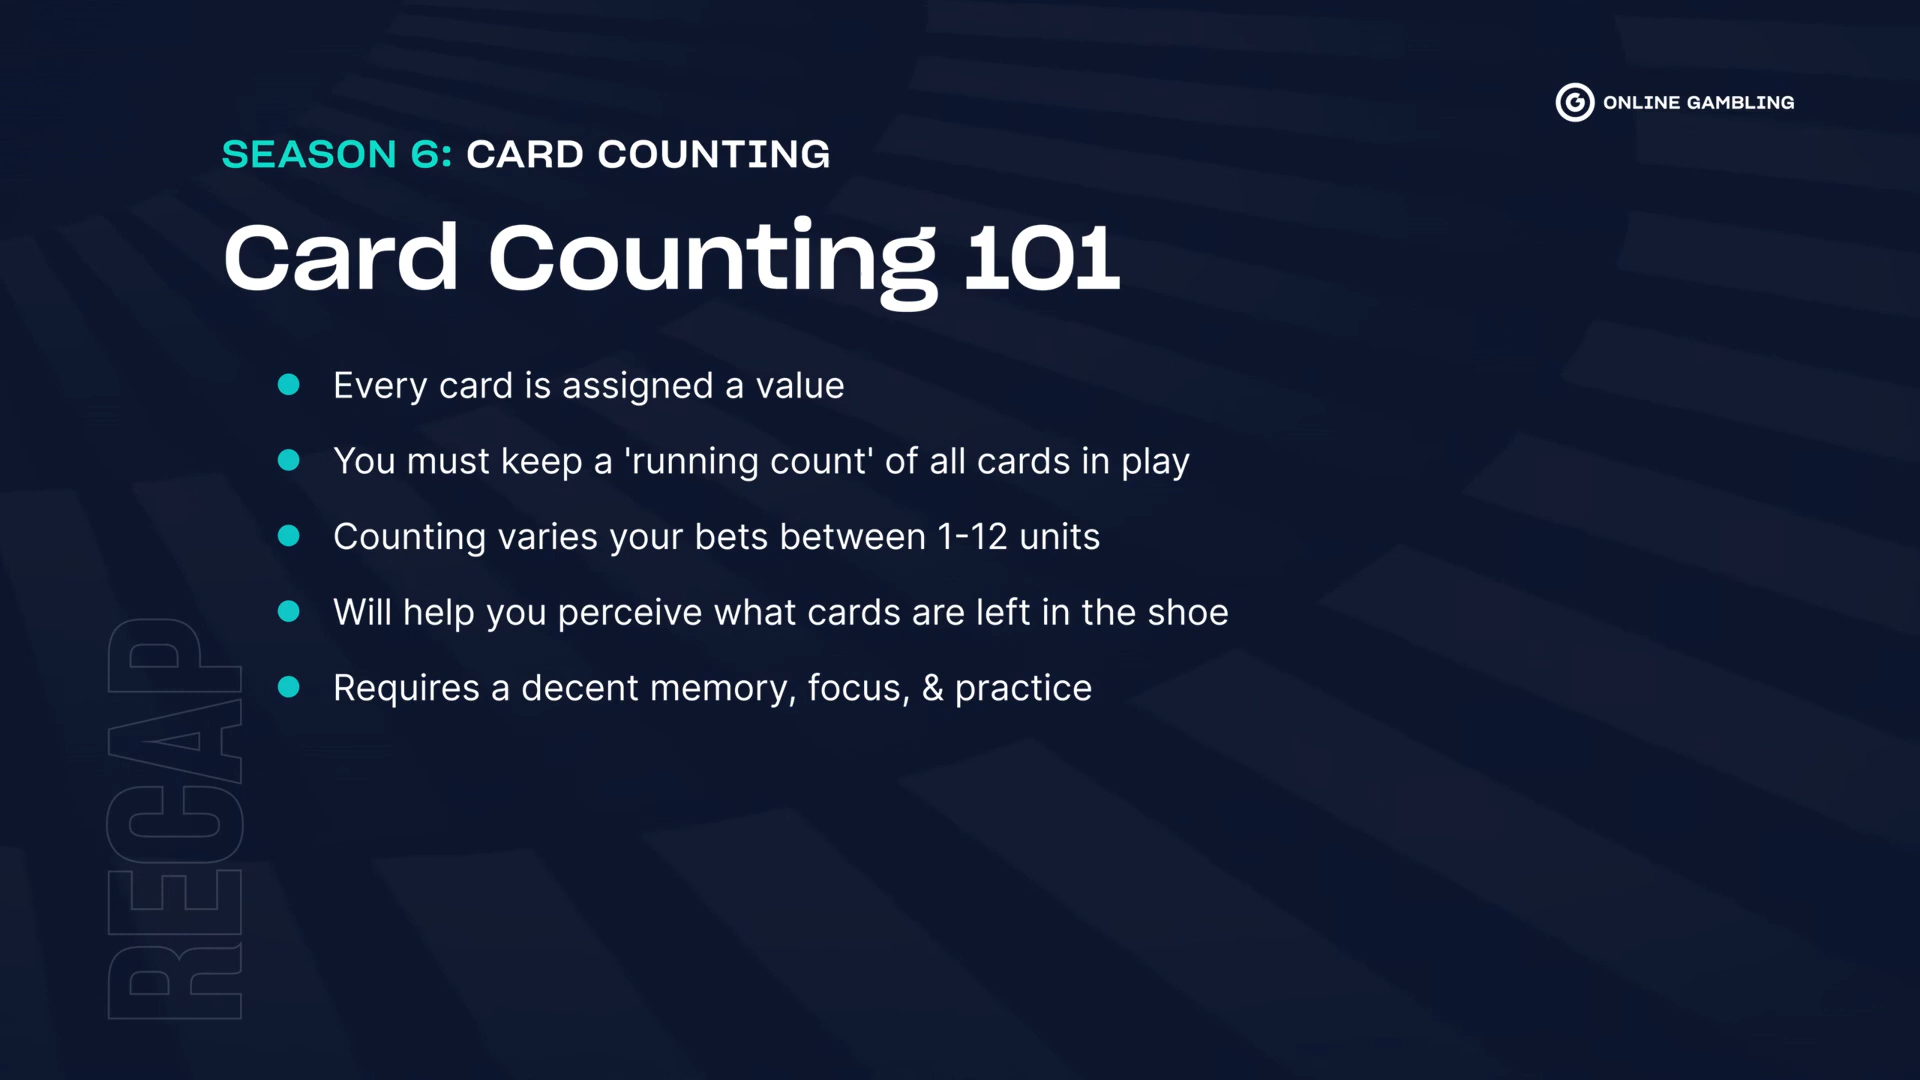 ONLINE GAMBLING
SEASON 6: CARD COUNTING
Card Counting 101
Every card is assigned a value
You must keep a 'running count' of all cards in play
Counting varies your bets between 1-12 units
Will help you perceive what cards are left in the shoe
Requires a decent memory, focus, & practice
RECAP